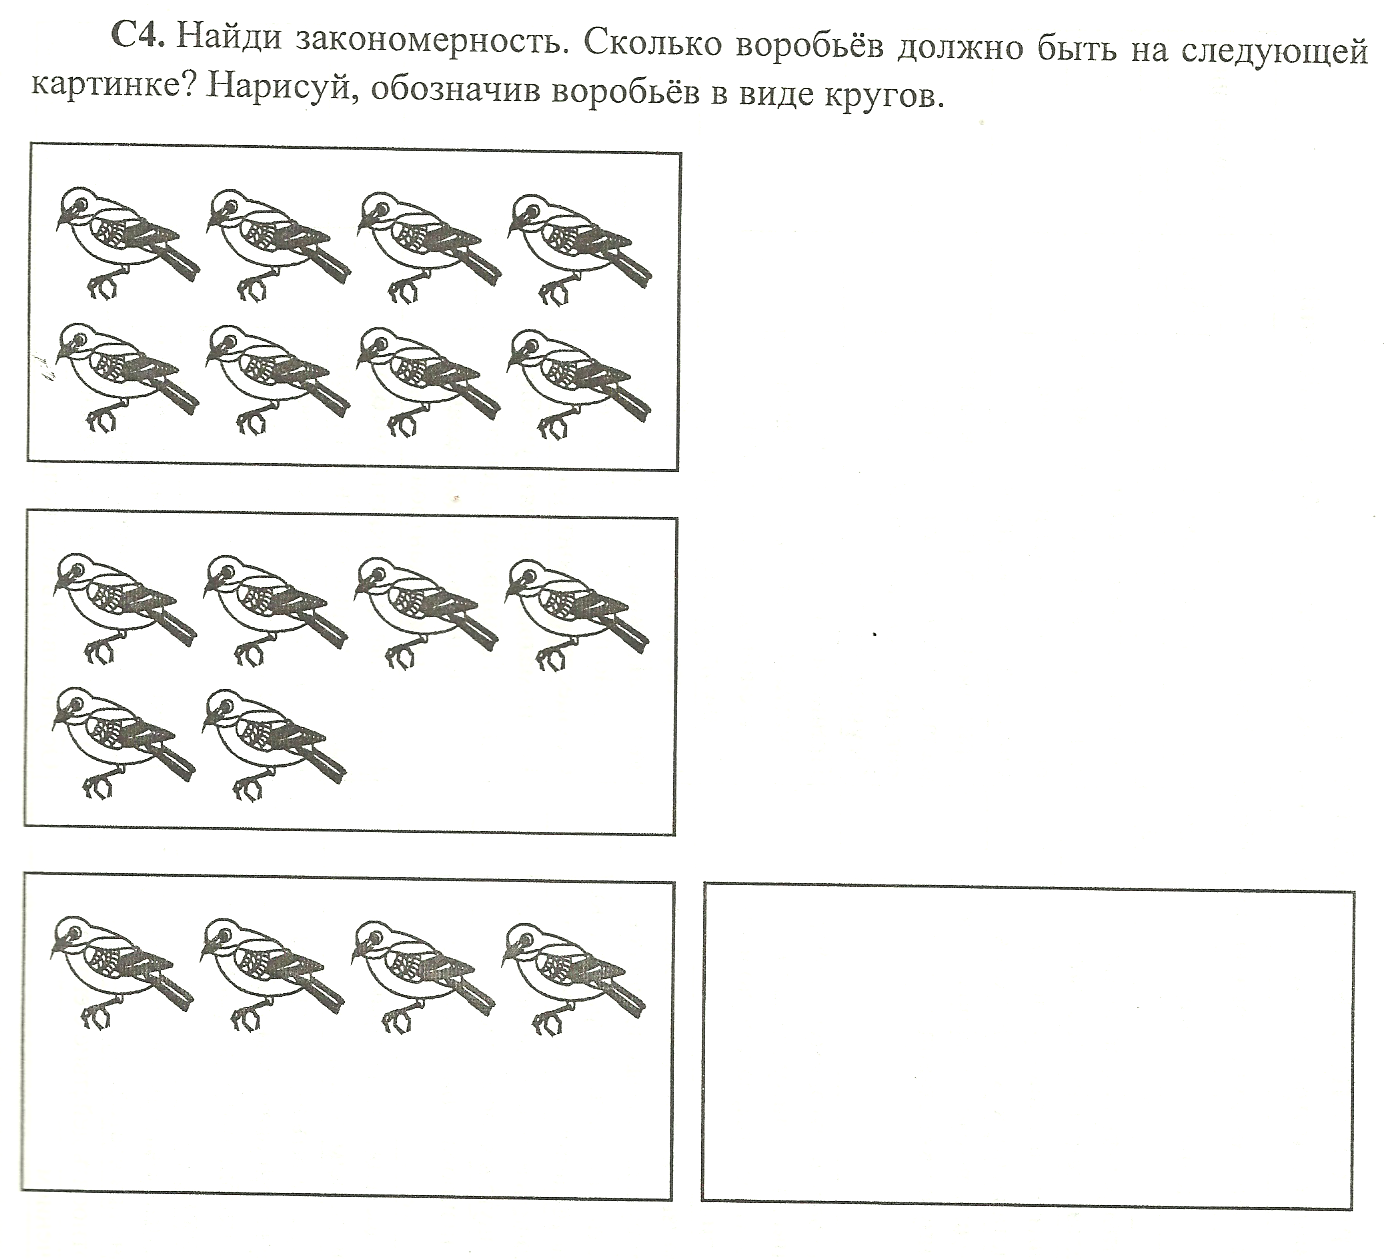 С4. Найди закономерность. Сколько воробьёв должно быть на следующей
картинке? Нарисуй, обозначив воробьёв в виде кругов.